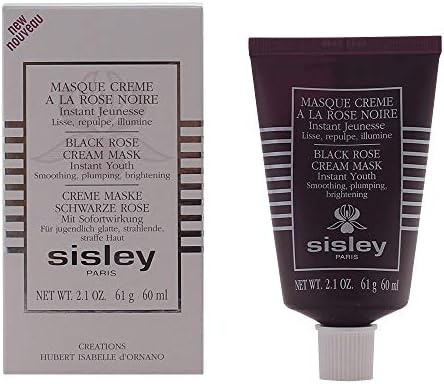 new
nouveau
MASQUE CREME
A LA ROSE NOIRE
Instant Jeunesse
Lisse, repulpe, illumine
BLACK ROSE
CREAM MASK
Instant Youth
Smoothing, plumping, brightening
CREME MASKE
SCHWARZE ROSE
Mit Sofortwirkung
Für jugendlich glatte, strahlende,
straffe Haut
sisley
PARIS
NET WT. 2.1 OZ. 61 g 60 ml
CREATIONS
HUBERT ISABELLE d'ORNANO
MASQUE CREME
A LA ROSE NOIRE
Instant Jeunesse
Lisse, repulpe, illumine
BLACK ROSE
CREAM MASK
Instant Youth
Smoothing, plumping,
brightening
sisley
PARIS
NET WT. 2.1 OZ. 61 g 60 ml